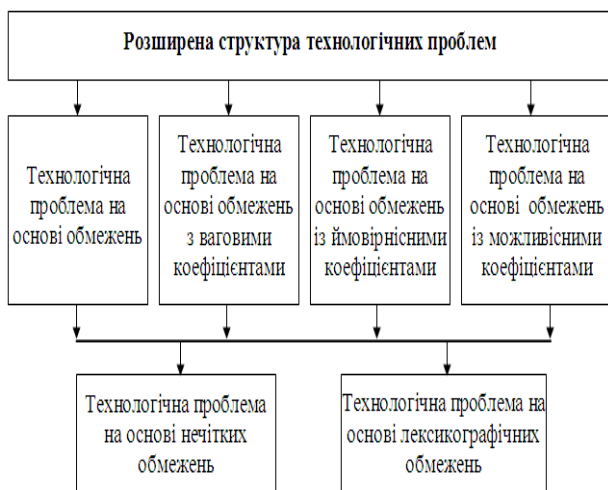 Розширена структура технологічних проблем
Технологічна
проблема на
основі обмежень
Технологічна
проблема на
основі обмежень
з ваговими
коефіцієнтами
Технологічна
проблема на
основі обмежень
із ймовірнісними
коефіцієнтами
Технологічна
проблема на
основі обмежень
із можливісними
коефіцієнтами
Технологічна проблема
на основі нечітких
обмежень
Технологічна проблема на
основі лексикографічних
обмежень